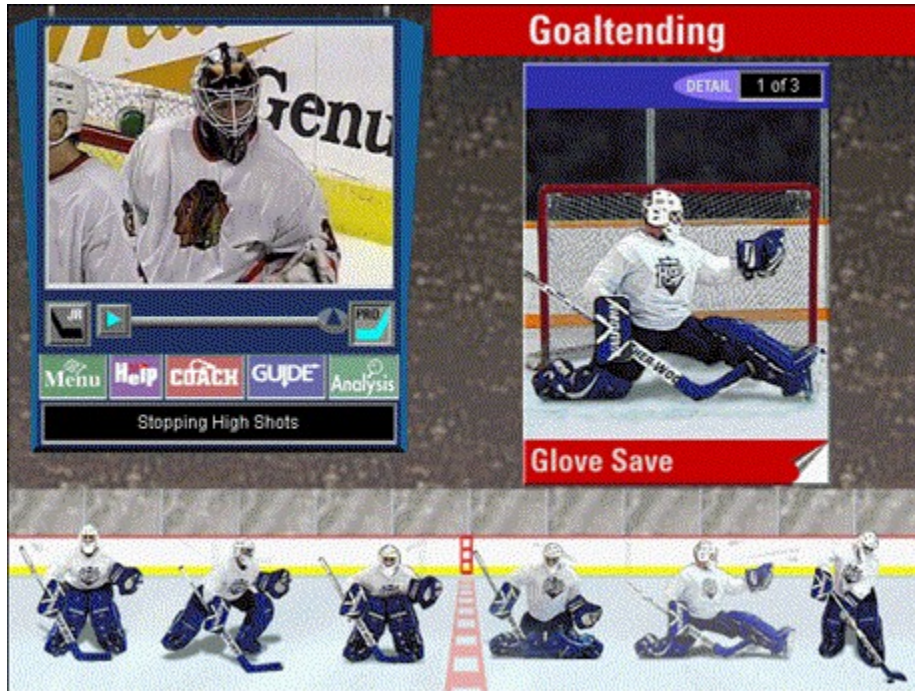 Genu
JR
PRO
Menu
Help
COACH
GUIDE
Analysis
Stopping High Shots
Goaltending
DETAIL
1 of 3
Glove Save